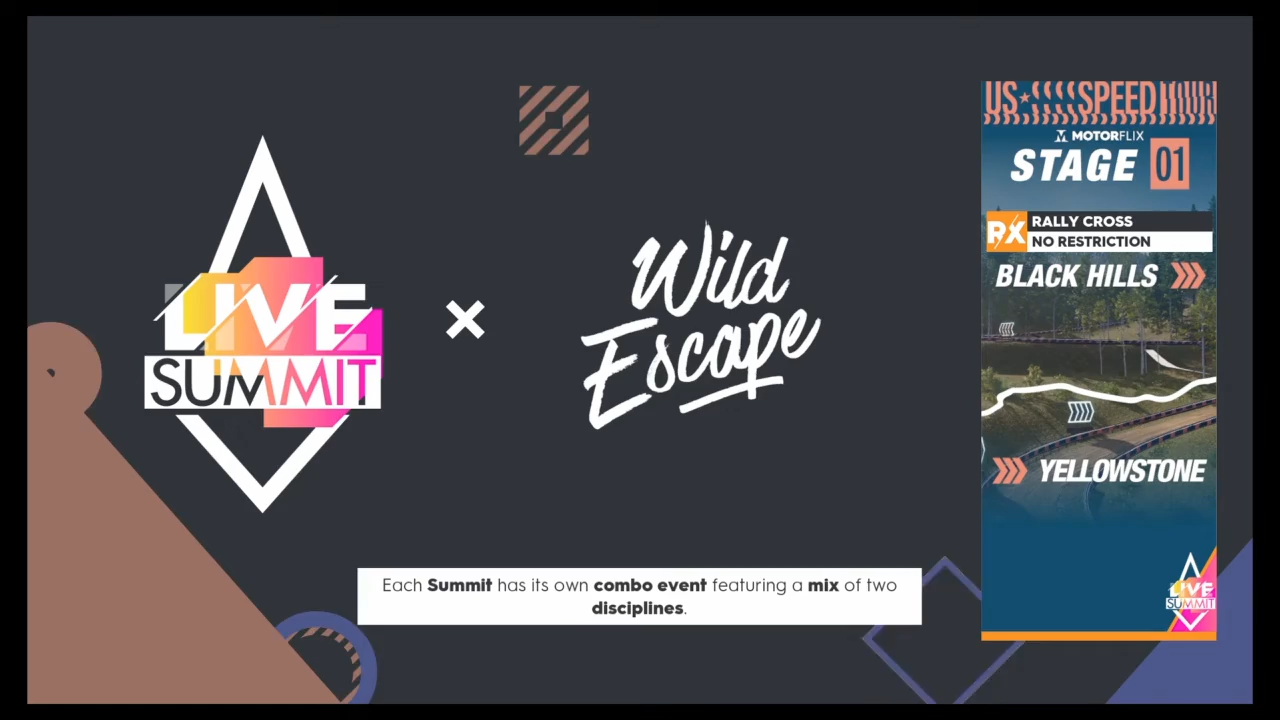 LIVE
SUMMIT
×
Wild
Escape
US SPEED TOUR
MOTORFLIX
STAGE 01
RX
RALLY CROSS
NO RESTRICTION
BLACK HILLS
YELLOWSTONE
LIVE
SUMMIT
Each Summit has its own combo event featuring a mix of two
disciplines.